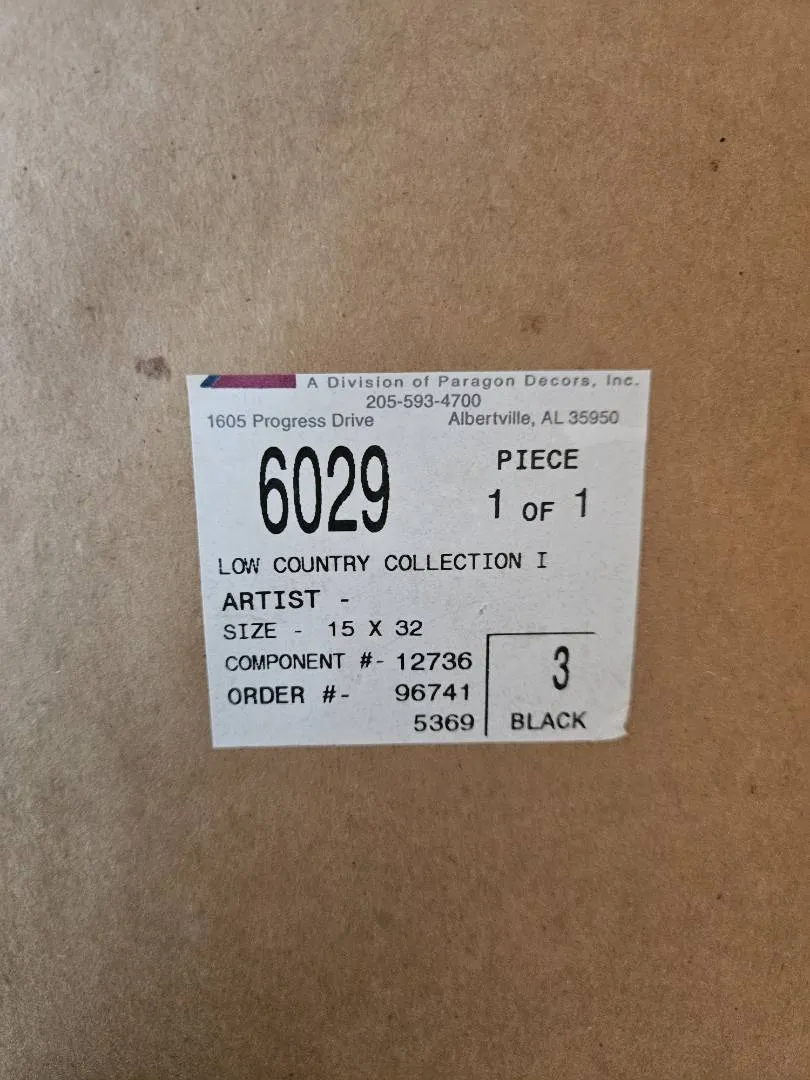 A Division of Paragon Decors, Inc.
205-593-4700
1605 Progress Drive Albertville, AL 35950
6029 PIECE
1 OF 1
LOW COUNTRY COLLECTION I
ARTIST -
SIZE - 15 X 32
COMPONENT #- 12736
ORDER #- 96741
5369
3
BLACK